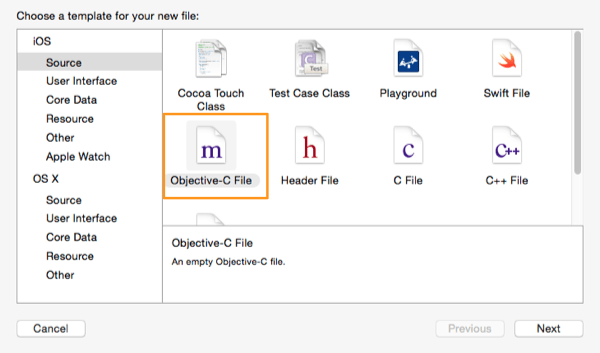 Choose a template for your new file:
iOS
Source
User Interface
Core Data
Resource
Other
Apple Watch
OS X
Source
User Interface
Core Data
Resource
Other
Cocoa Touch
Class
Test
Test Case Class
Playground
Swift File
m
Objective-C File
h
Header File
c
C File
C++
C++ File
Objective-C File
An empty Objective-C file.
Cancel
Previous
Next